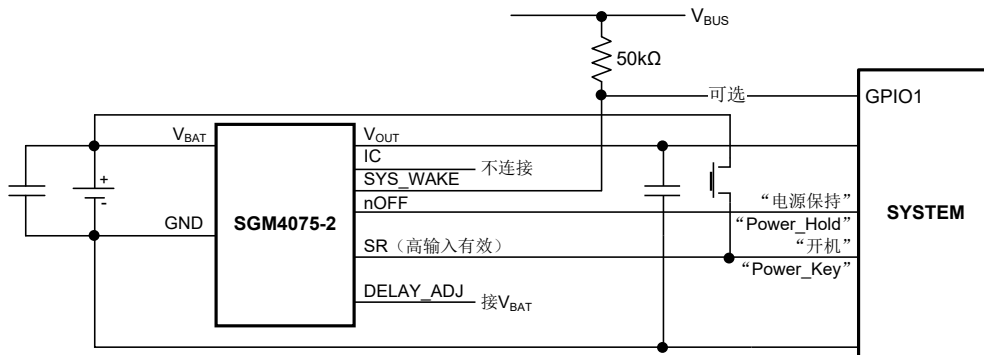 VBUS
50kΩ
可选
GPIO1
VBAT
VOUT
IC
不连接
+
SYS_WAKE
-
nOFF
“电源保持”
SYSTEM
GND
SGM4075-2
“Power_Hold”
SR（高输入有效）
“开机”
“Power_Key”
DELAY_ADJ
接VBAT